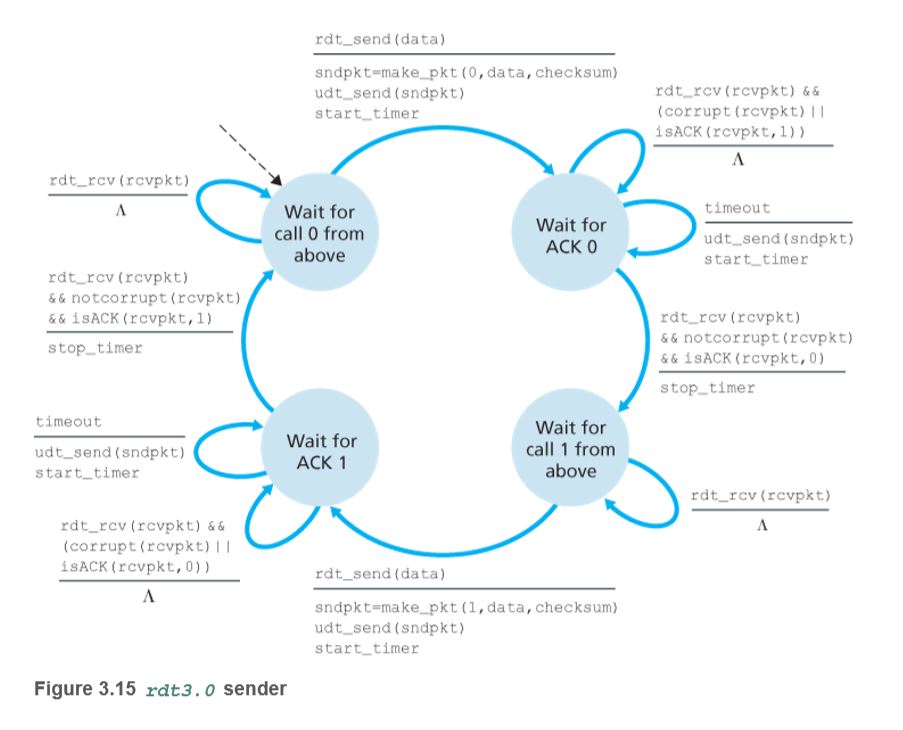 rdt_send(data)
sndpkt=make_pkt(0,data,checksum)
udt_send(sndpkt)
start_timer
rdt_rcv(rcvpkt) &&
(corrupt(rcvpkt)||
isACK(rcvpkt,1))
Λ
rdt_rcv(rcvpkt)
Λ
Wait for
call 0 from
above
Wait for
ACK 0
timeout
udt_send(sndpkt)
start_timer
rdt_rcv(rcvpkt)
&& notcorrupt(rcvpkt)
&& isACK(rcvpkt,1)
stop_timer
rdt_rcv(rcvpkt)
&& notcorrupt(rcvpkt)
&& isACK(rcvpkt,0)
stop_timer
timeout
udt_send(sndpkt)
start_timer
Wait for
ACK 1
Wait for
call 1 from
above
rdt_rcv(rcvpkt)
Λ
rdt_rcv(rcvpkt) &&
(corrupt(rcvpkt)||
isACK(rcvpkt,0))
Λ
rdt_send(data)
sndpkt=make_pkt(1,data,checksum)
udt_send(sndpkt)
start_timer
Figure 3.15 rdt3.0 sender